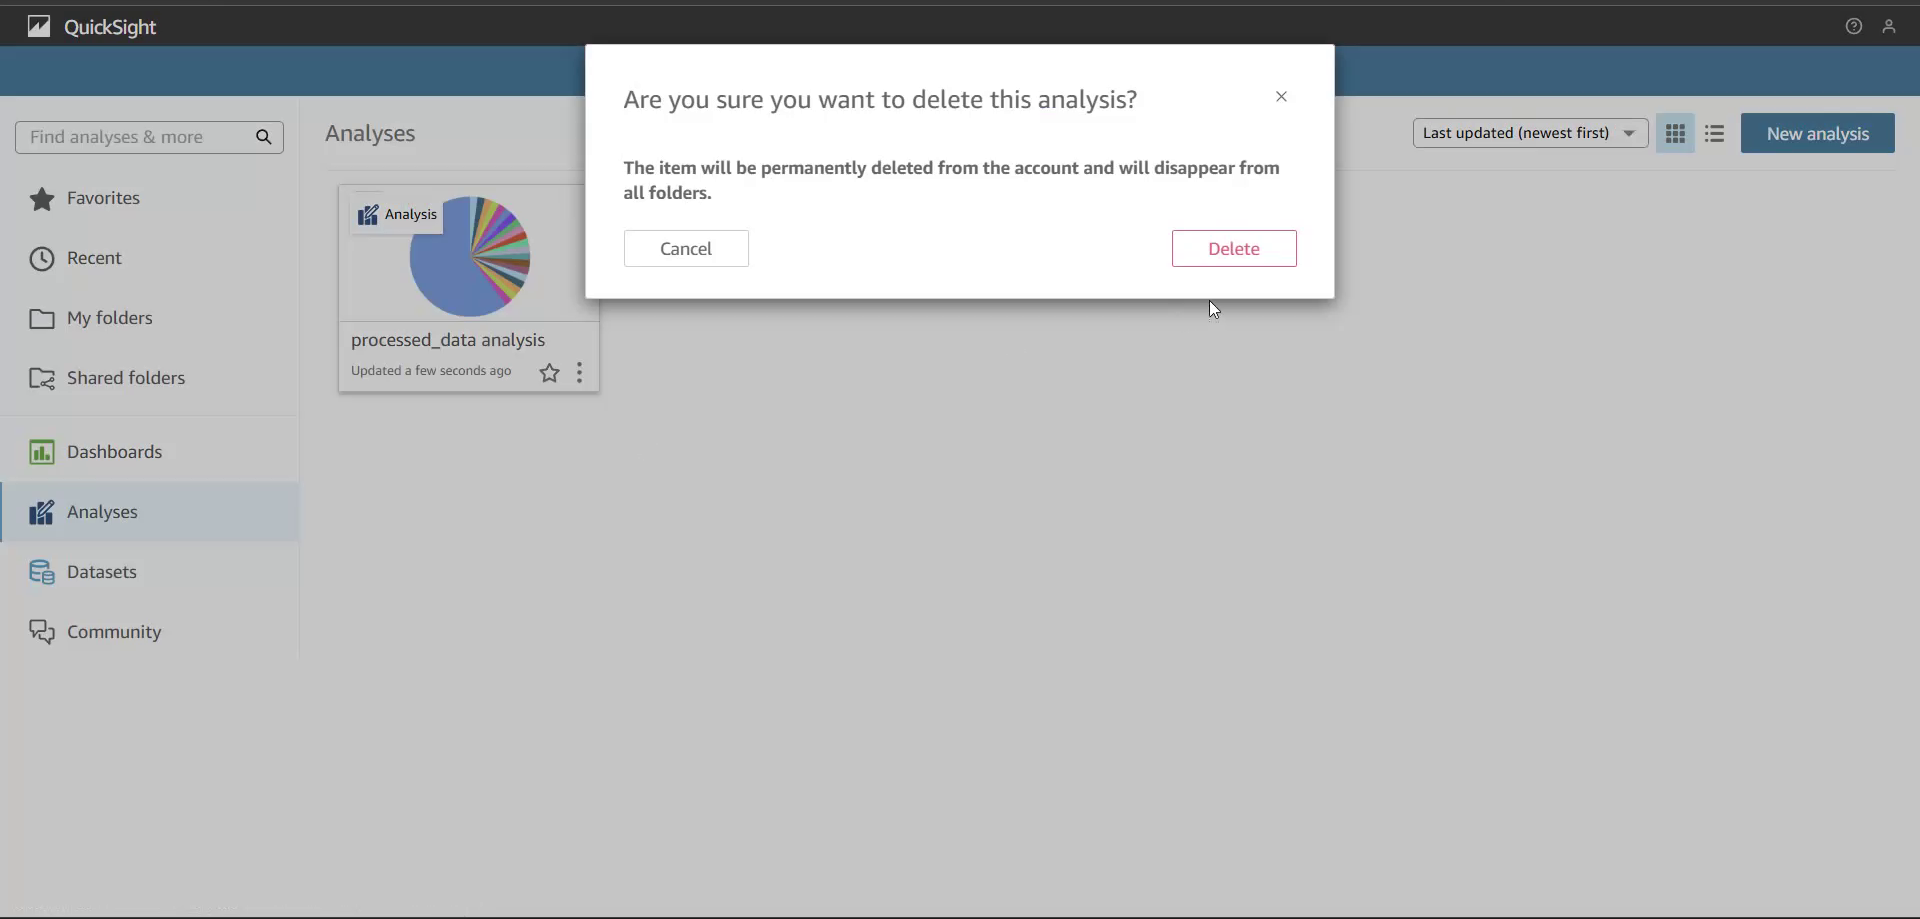 QuickSight
Are you sure you want to delete this analysis?
The item will be permanently deleted from the account and will disappear from
all folders.
Cancel
Delete
Find analyses & more
Analyses
Last updated (newest first)
New analysis
Favorites
Recent
My folders
Shared folders
Dashboards
Analyses
Datasets
Community
Analysis
processed_data analysis
Updated a few seconds ago